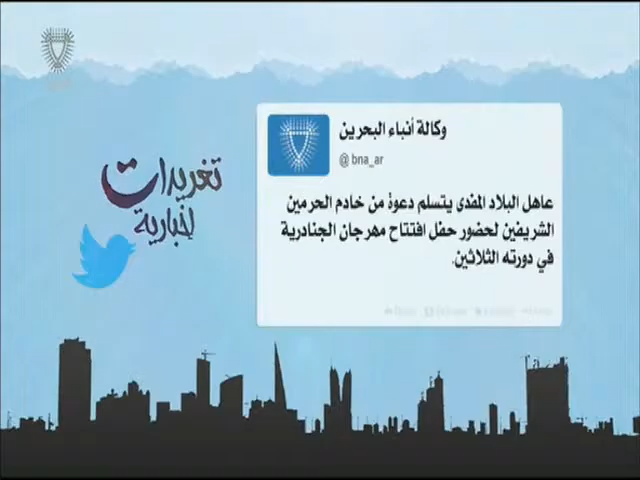 وكالة أنباء البحرين
@bna_ar
تغريدات
إخبارية
عاهل البلاد المفدى يتسلم دعوة من خادم الحرمين
الشريفين لحضور حفل افتتاح مهرجان الجنادرية
في دورته الثلاثين.